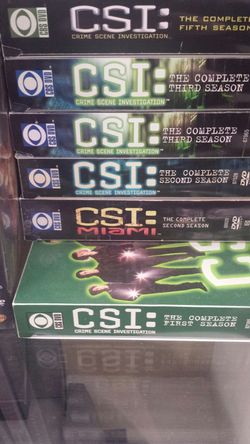 THE COMPLETE
FIFTH SEASON
CSI:
CRIME SCENE INVESTIGATION
CBS DVD
CSI:
CRIME SCENE INVESTIGATION
THE COMPLETE
THIRD SEASON
CBS DVD
CSI:
CRIME SCENE INVESTIGATION
THE COMPLETE
THIRD SEASON
CBS DVD
CSI:
CRIME SCENE INVESTIGATION
THE COMPLETE
SECOND SEASON
DVD
CBS DVD
CSI:
MIAMI
THE COMPLETE
SECOND SEASON
DVD
CBS DVD
CSI:
CRIME SCENE INVESTIGATION
THE COMPLETE
FIRST SEASON
DVD